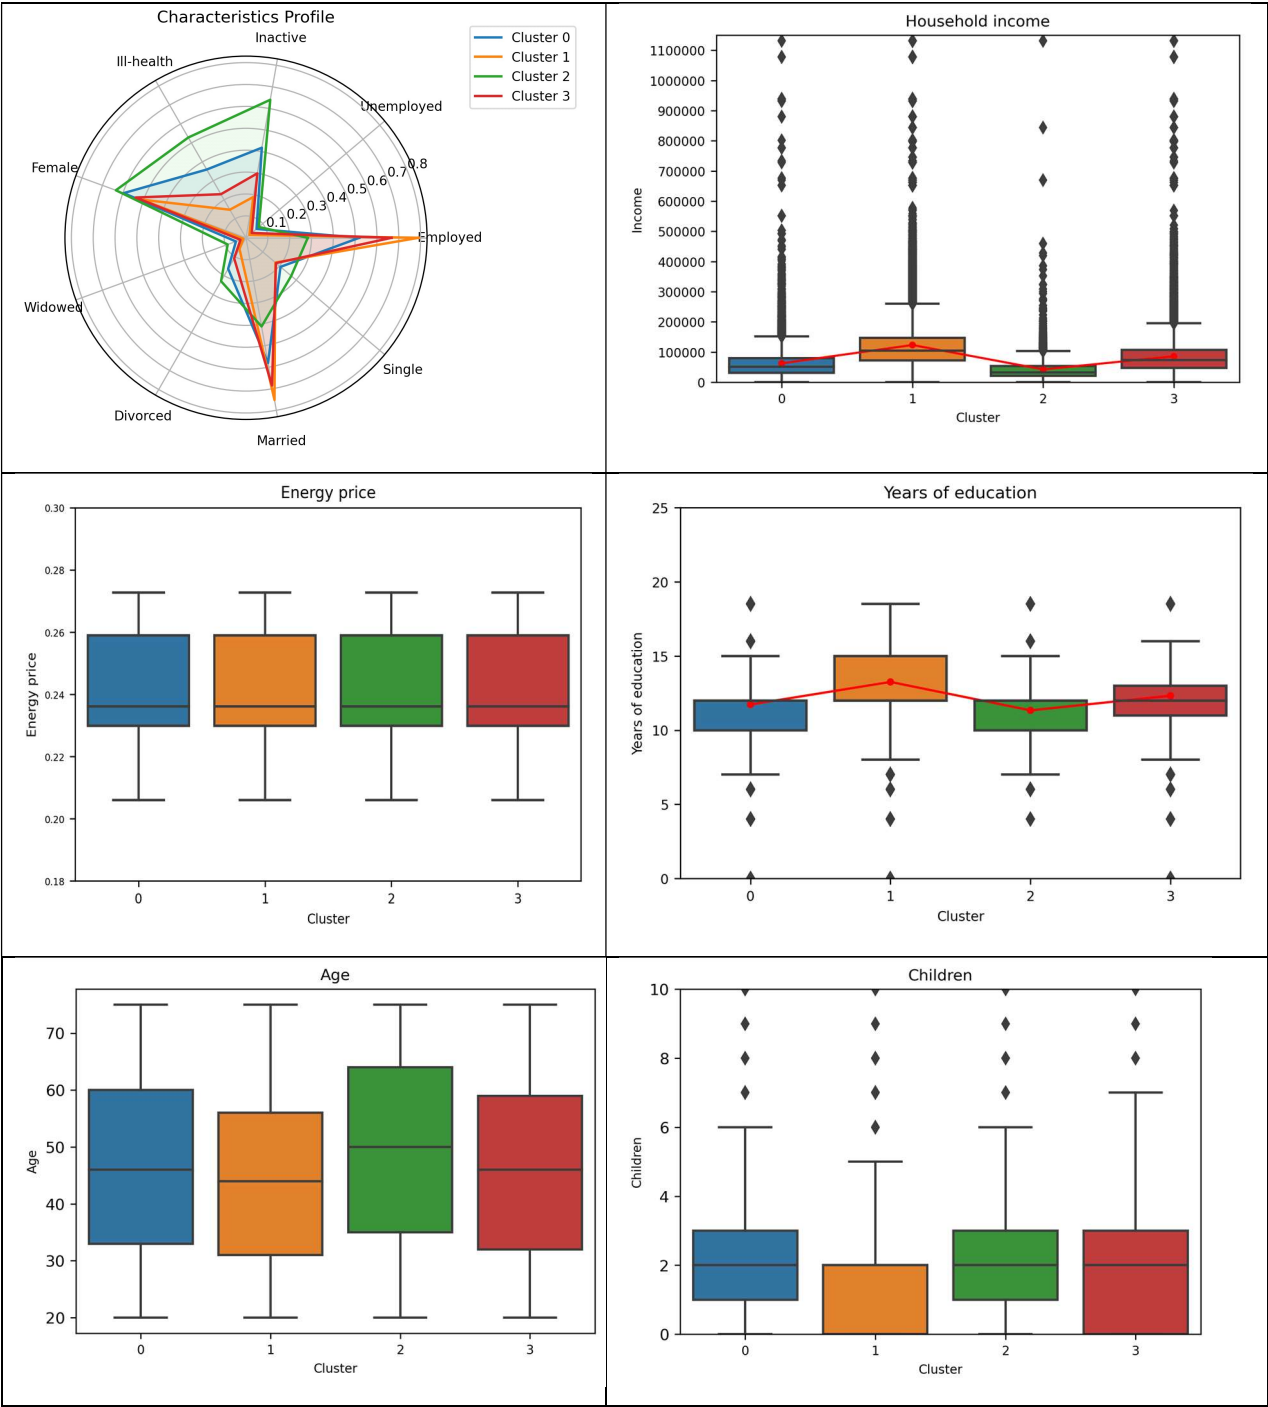 Characteristics Profile
Inactive
Ill-health
Unemployed
Female
0.1 0.2 0.3 0.4 0.5 0.6 0.7 0.8
Employed
Widowed
Single
Divorced
Married
Cluster 0
Cluster 1
Cluster 2
Cluster 3
Household income
1100000
1000000
900000
800000
700000
600000
500000
400000
300000
200000
100000
0
Income
0 1 2 3
Cluster
Energy price
0.30
0.28
0.26
0.24
0.22
0.20
0.18
Energy price
0 1 2 3
Cluster
Years of education
25
20
15
10
5
0
Years of education
0 1 2 3
Cluster
Age
70
60
50
40
30
20
Age
0 1 2 3
Cluster
Children
10
8
6
4
2
0
Children
0 1 2 3
Cluster